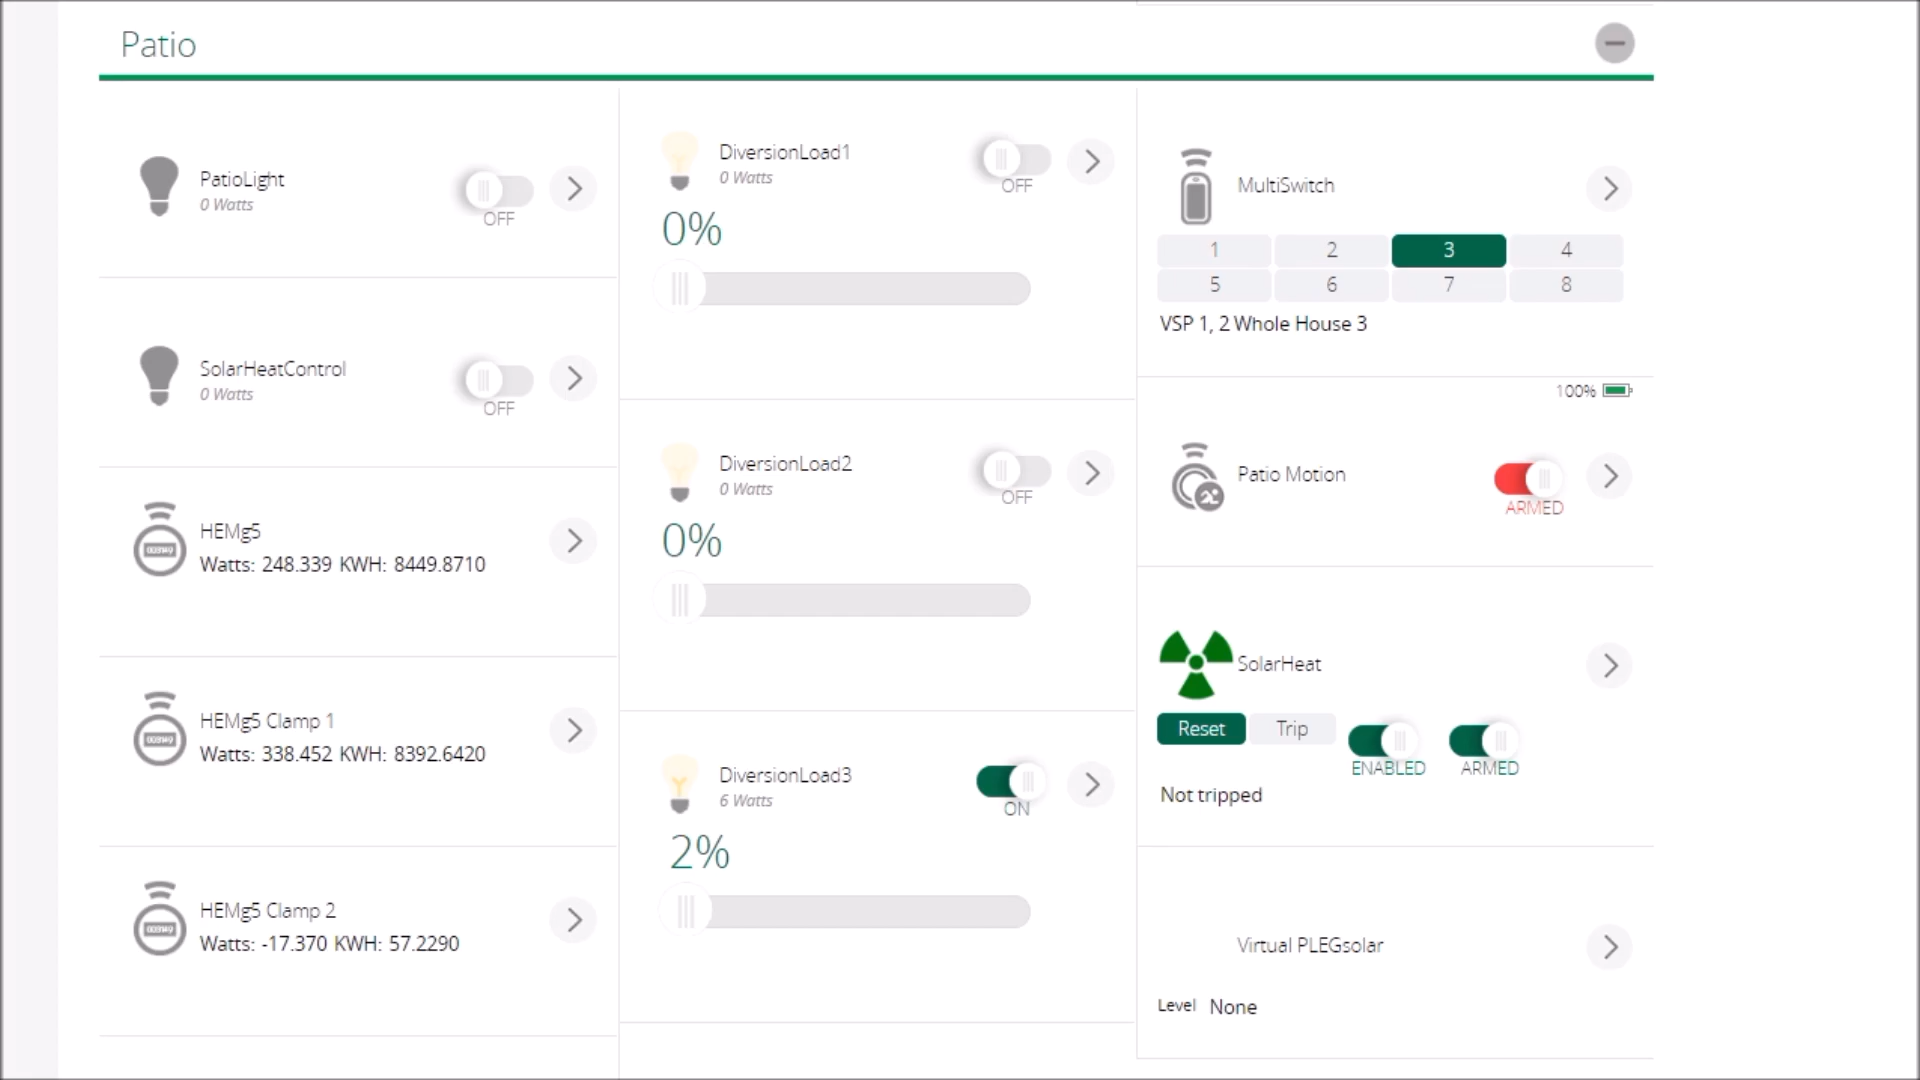 Patio
PatioLight
0 Watts
OFF
SolarHeatControl
0 Watts
OFF
HEMg5
Watts: 248.339 KWH: 8449.8710
HEMg5 Clamp 1
Watts: 338.452 KWH: 8392.6420
HEMg5 Clamp 2
Watts: -17.370 KWH: 57.2290
DiversionLoad1
0 Watts
OFF
0%
DiversionLoad2
0 Watts
OFF
0%
DiversionLoad3
6 Watts
ON
2%
MultiSwitch
1 2 3 4
5 6 7 8
VSP 1, 2 Whole House 3
100%
Patio Motion
ARMED
SolarHeat
Reset Trip
ENABLED ARMED
Not tripped
Virtual PLEGsolar
Level None